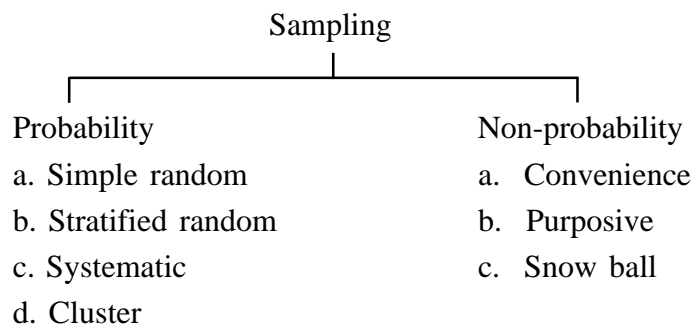 Sampling
Probability
a. Simple random
b. Stratified random
c. Systematic
d. Cluster
Non-probability
a. Convenience
b. Purposive
c. Snow ball